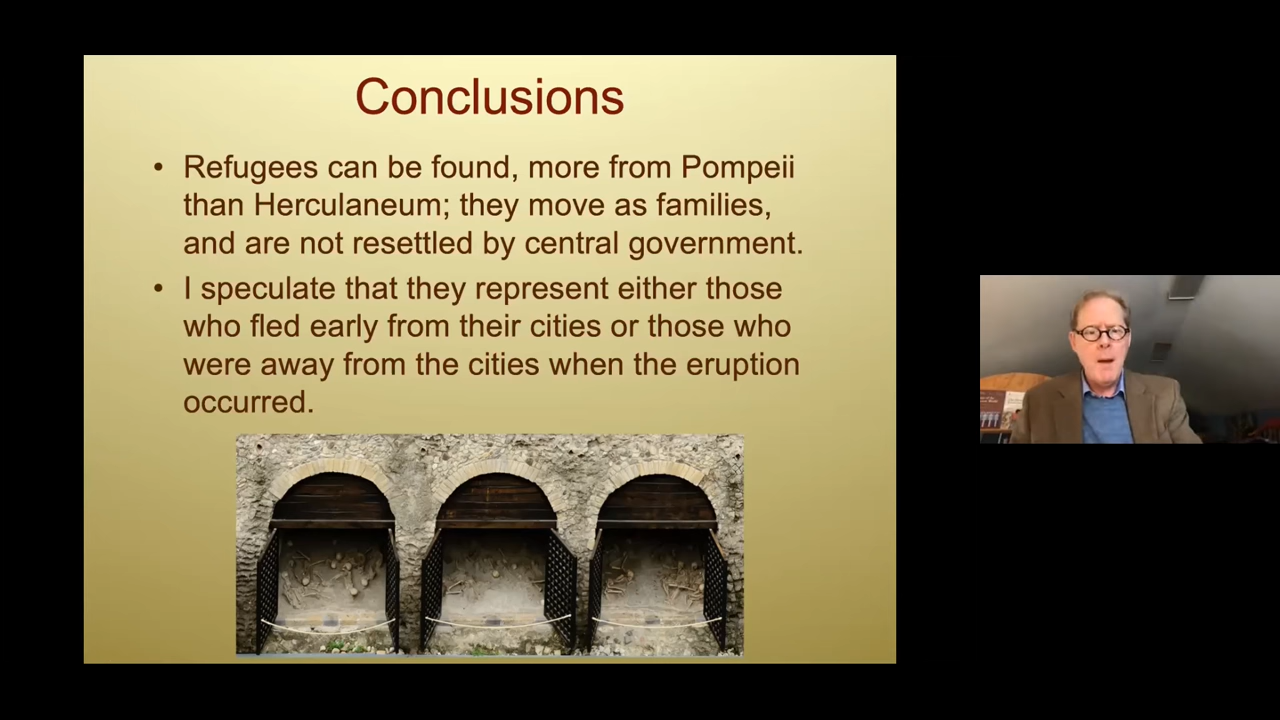 Conclusions
• Refugees can be found, more from Pompeii
than Herculaneum; they move as families,
and are not resettled by central government.
• I speculate that they represent either those
who fled early from their cities or those who
were away from the cities when the eruption
occurred.